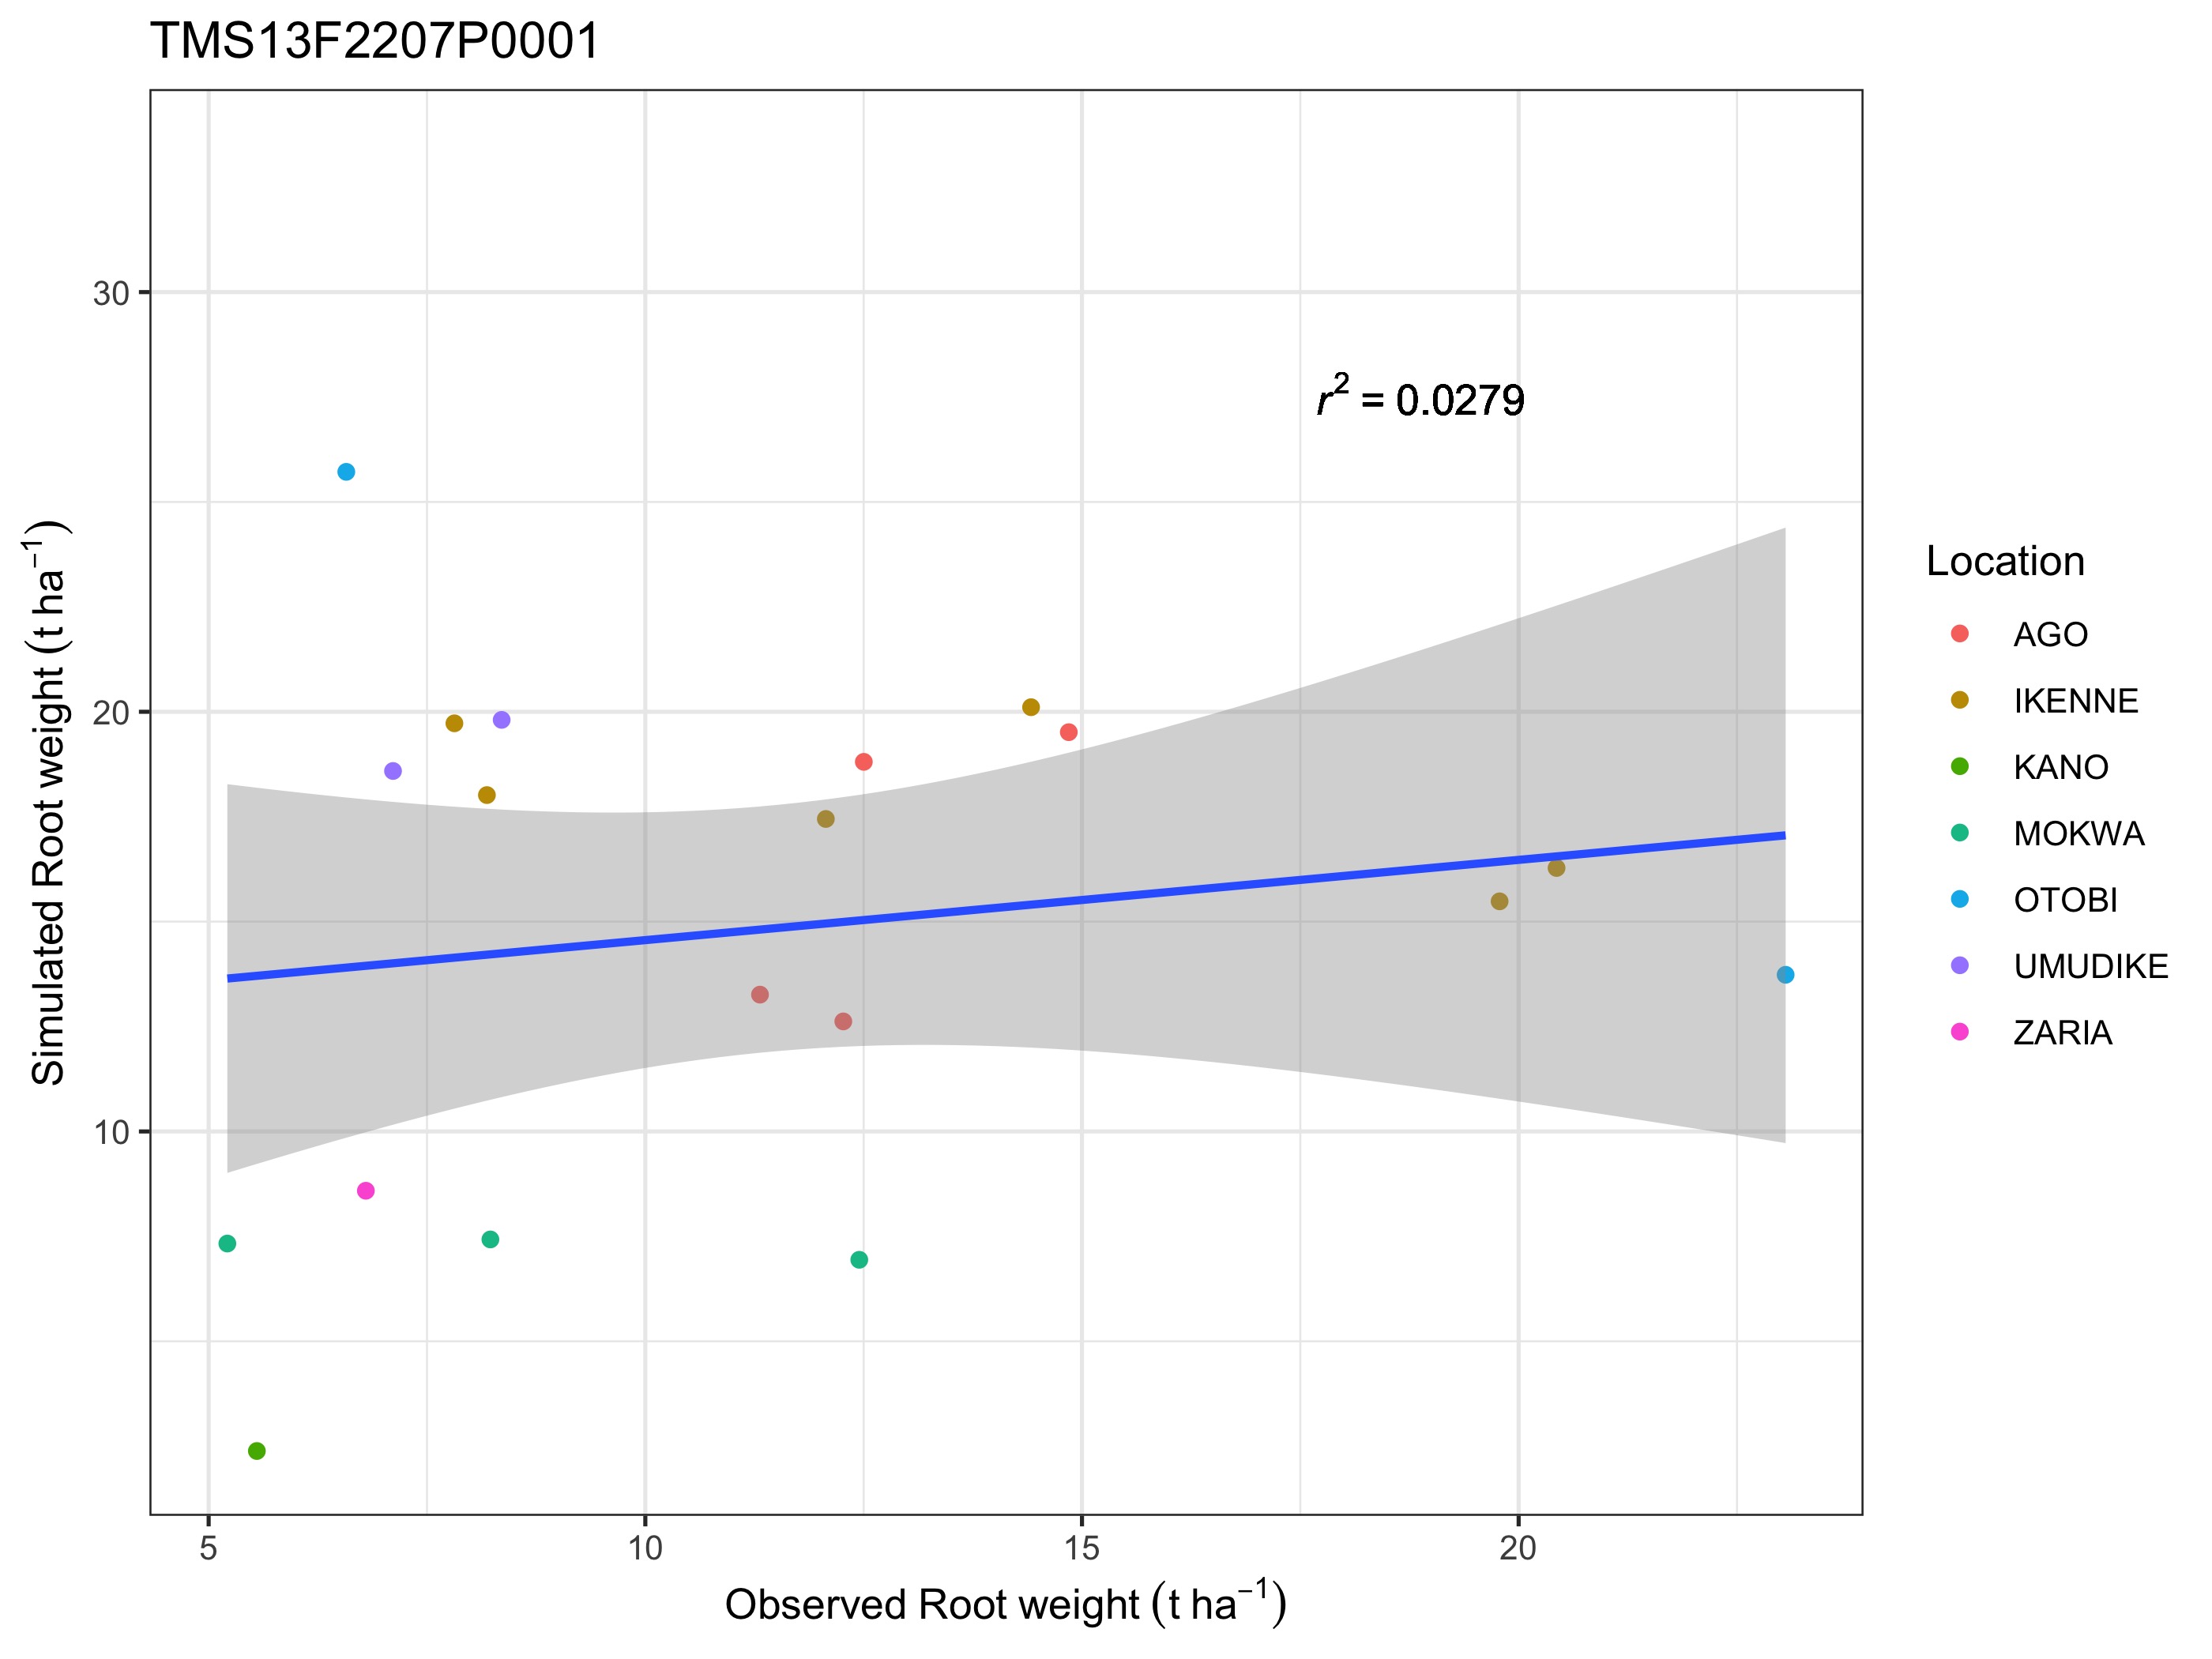 TMS13F2207P0001
30
20
10
r² = 0.0279
Simulated Root weight (t ha⁻¹)
5 10 15 20
Observed Root weight (t ha⁻¹)
Location
AGO
IKENNE
KANO
MOKWA
OTOBI
UMUDIKE
ZARIA